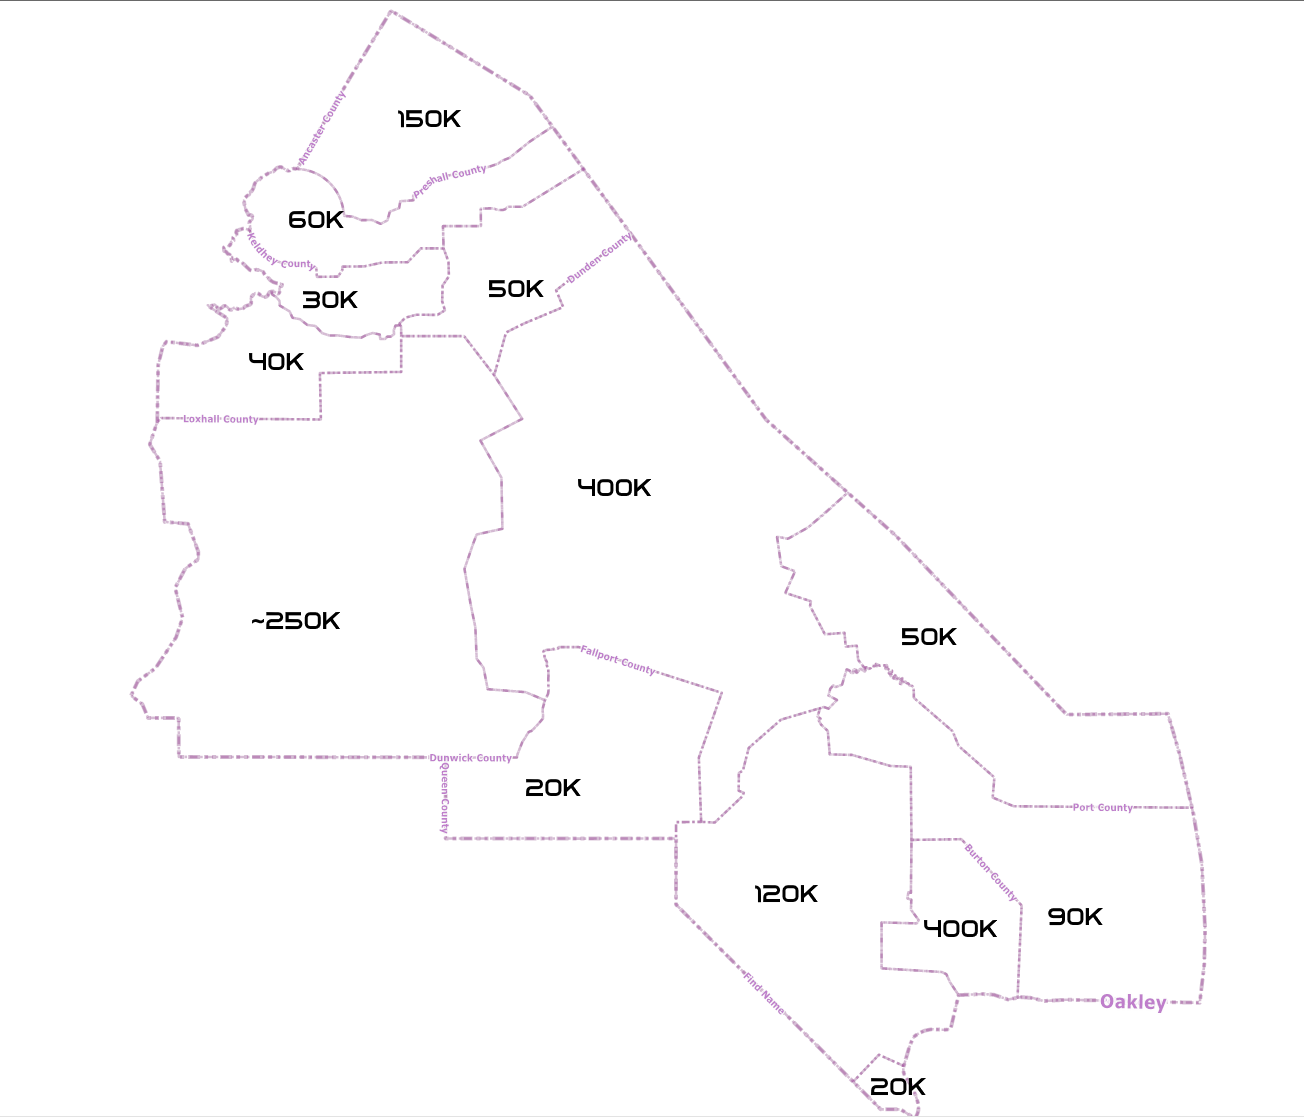 Ancaster County
150K
Preshall County
60K
Keldhey County
30K
50K
Dunden County
40K
Loxhall County
400K
~250K
50K
Fallport County
Dunwick County
Queen County
20K
Port County
120K
Burton County
400K
90K
Find Name
Oakley
20K